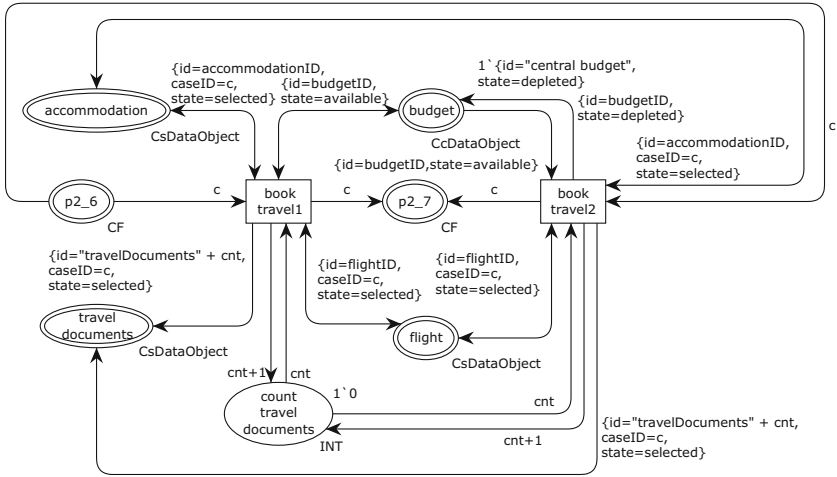 {id=accommodationID,
caseID=c,
state=selected}
{id=budgetID,
state=available}
1`{id="central budget",
state=depleted}
accommodation
CsDataObject
budget
CcDataObject
{id=budgetID,
state=depleted}
{id=accommodationID,
caseID=c,
state=selected}
c
{id=budgetID,state=available}
p2_6
CF
c
book
travel1
c
p2_7
CF
c
book
travel2
{id="travelDocuments" + cnt,
caseID=c,
state=selected}
{id=flightID,
caseID=c,
state=selected}
{id=flightID,
caseID=c,
state=selected}
travel
documents
CsDataObject
flight
CsDataObject
cnt+1
cnt
count
travel
documents
1`0
INT
cnt
cnt+1
{id="travelDocuments" + cnt,
caseID=c,
state=selected}